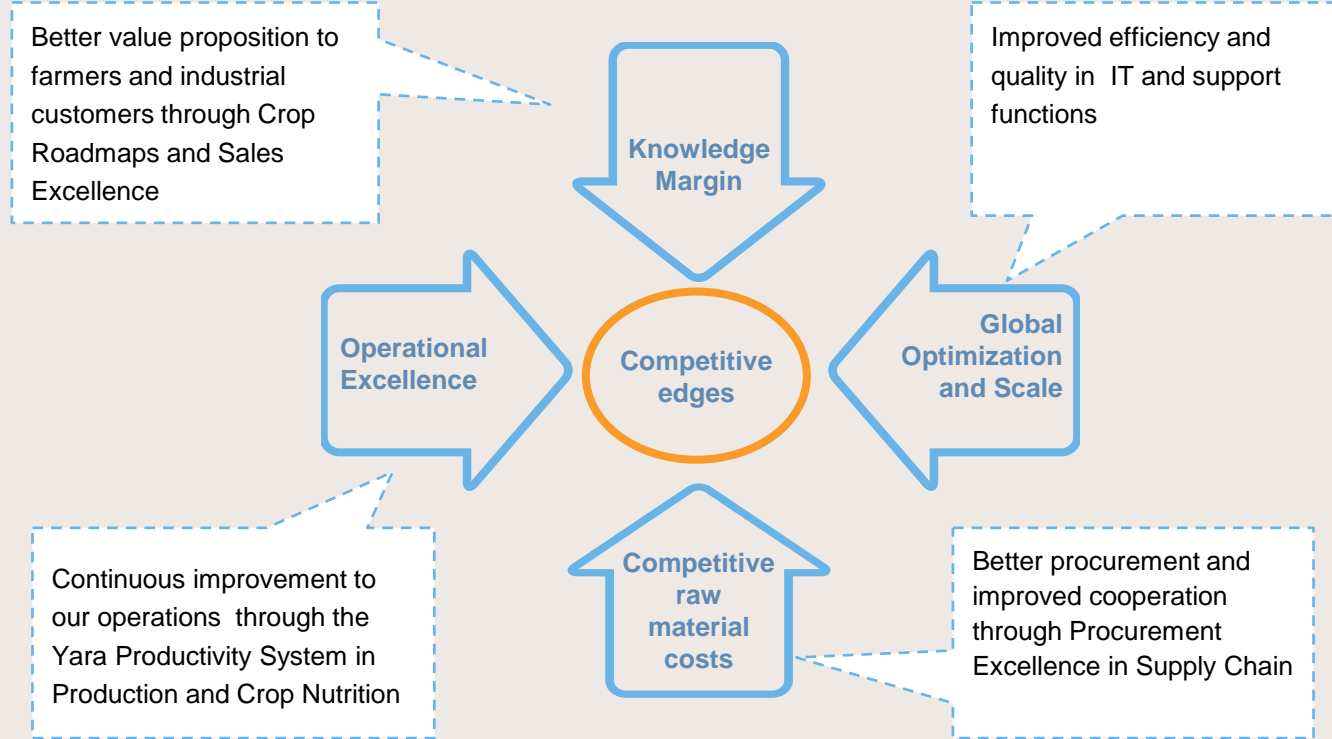 Better value proposition to
farmers and industrial
customers through Crop
Roadmaps and Sales
Excellence
Improved efficiency and
quality in  IT and support
functions
Knowledge
Margin
Operational
Excellence
Competitive
edges
Global
Optimization
and Scale
Continuous improvement to
our operations  through the
Yara Productivity System in
Production and Crop Nutrition
Competitive
raw
material
costs
Better procurement and
improved cooperation
through Procurement
Excellence in Supply Chain